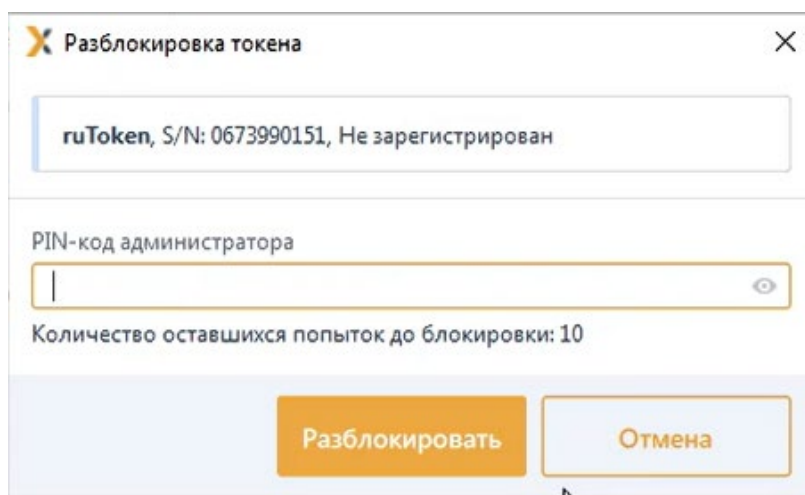 Разблокировка токена
ruToken, S/N: 0673990151, Не зарегистрирован
PIN-код администратора
Количество оставшихся попыток до блокировки: 10
Разблокировать
Отмена